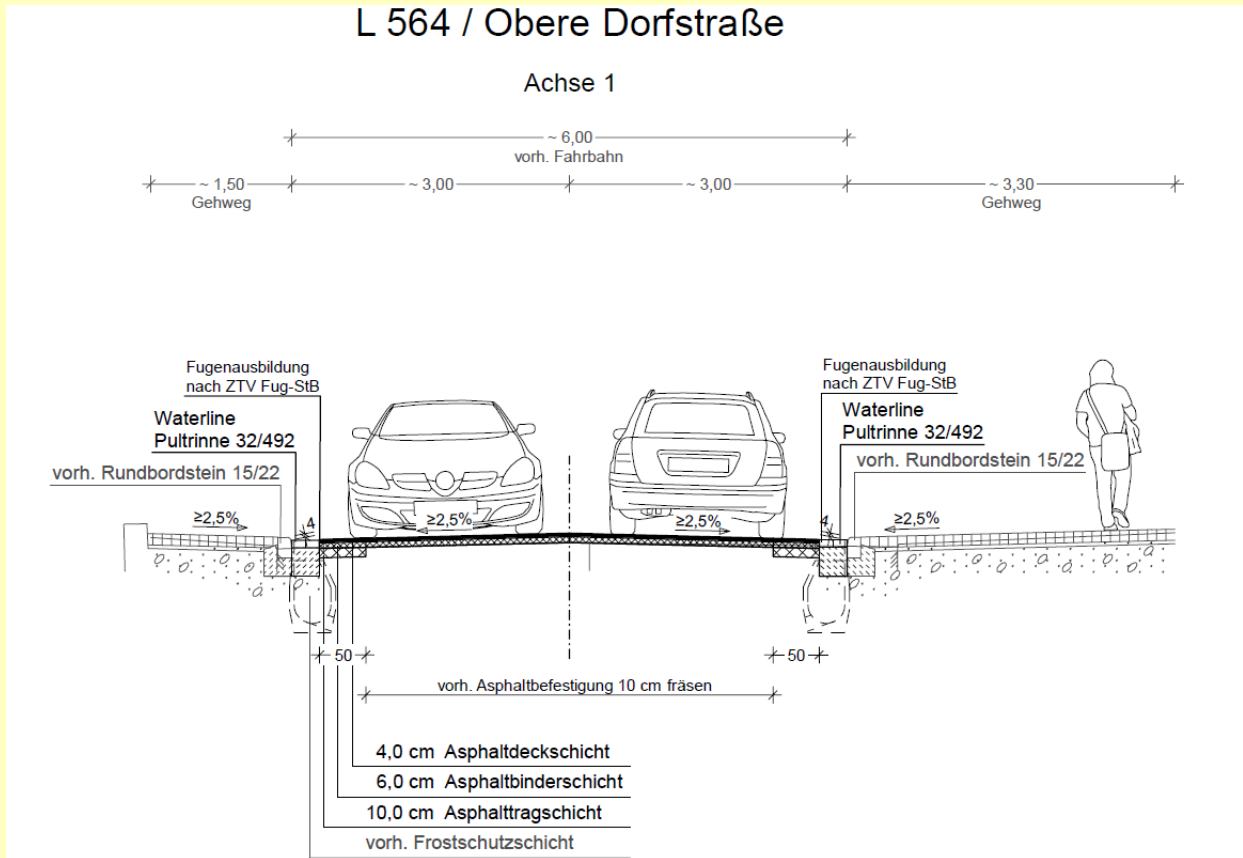 L 564 / Obere Dorfstraße
Achse 1
~ 6,00
vorh. Fahrbahn
~ 1,50
Gehweg
~ 3,00
~ 3,00
~ 3,30
Gehweg
Fugenausbildung
nach ZTV Fug-StB
Waterline
Pultrinne 32/492
vorh. Rundbordstein 15/22
Fugenausbildung
nach ZTV Fug-StB
Waterline
Pultrinne 32/492
vorh. Rundbordstein 15/22
≥2,5%
4
≥2,5%
≥2,5%
4
≥2,5%
50
50
vorh. Asphaltbefestigung 10 cm fräsen
4,0 cm Asphaltdeckschicht
6,0 cm Asphaltbinderschicht
10,0 cm Asphalttragschicht
vorh. Frostschutzschicht